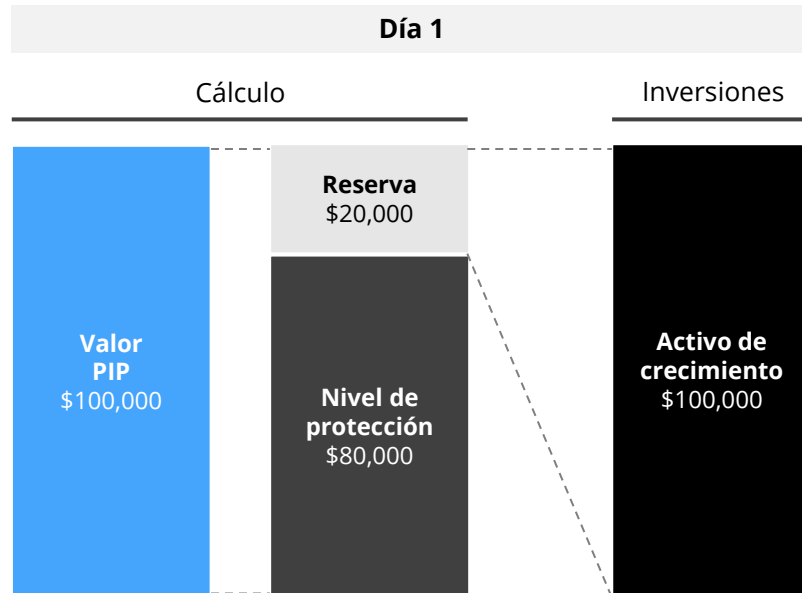 Día 1
Cálculo
Inversiones
Reserva
$20,000
Valor
PIP
$100,000
Nivel de
protección
$80,000
Activo de
crecimiento
$100,000